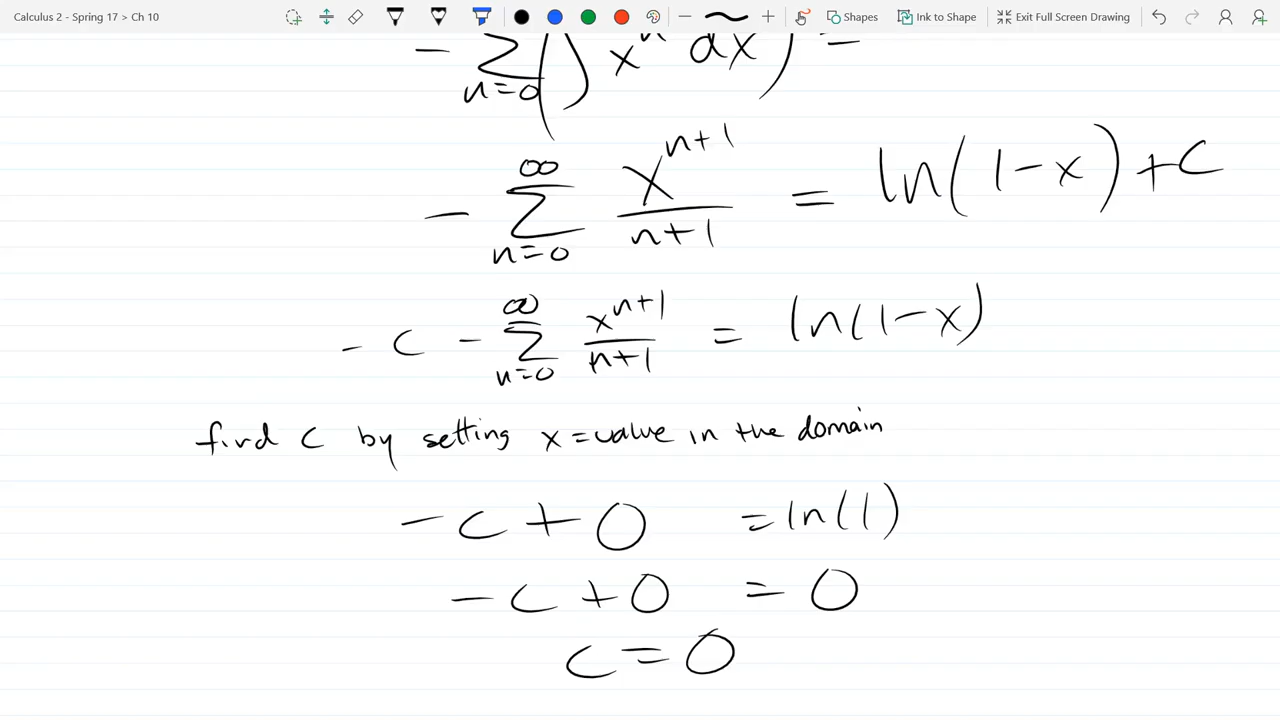 Calculus 2 - Spring 17 > Ch 10
Shapes
Ink to Shape
Exit Full Screen Drawing
- ∑ n=0 (∫ xⁿ dx) =
- ∑ n=0 ∞ x^(n+1)/(n+1) = ln(1-x)+C
- C - ∑ n=0 ∞ x^(n+1)/(n+1) = ln(1-x)
find C by setting x=value in the domain
-C + 0 = ln(1)
-C + 0 = 0
C = 0